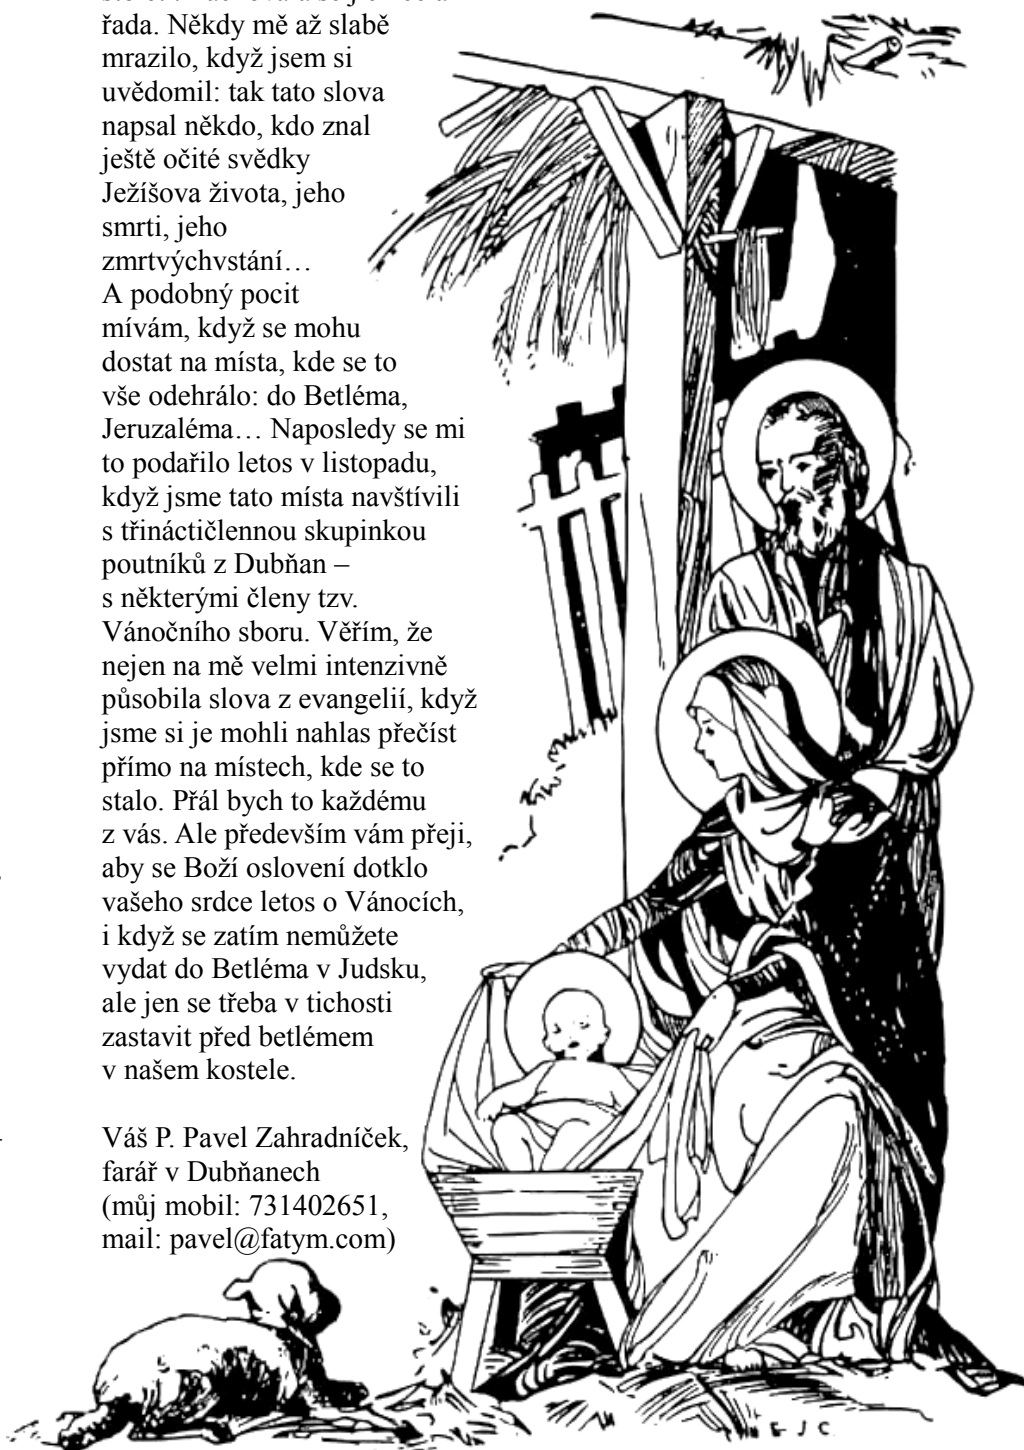 řada. Někdy mě až slabě
mrazilo, když jsem si
uvědomil: tak tato slova
napsal někdo, kdo znal
ještě očité svědky
Ježíšova života, jeho
smrti, jeho
zmrtvýchvstání…
A podobný pocit
mívám, když se mohu
dostat na místa, kde se to
vše odehrálo: do Betléma,
Jeruzaléma… Naposledy se mi
to podařilo letos v listopadu,
když jsme tato místa navštívili
s třináctičlennou skupinkou
poutníků z Dubňan –
s některými členy tzv.
Vánočního sboru. Věřím, že
nejen na mě velmi intenzivně
působila slova z evangelií, když
jsme si je mohli nahlas přečíst
přímo na místech, kde se to
stalo. Přál bych to každému
z vás. Ale především vám přeji,
aby se Boží oslovení dotklo
vašeho srdce letos o Vánocích,
i když se zatím nemůžete
vydat do Betléma v Judsku,
ale jen se třeba v tichosti
zastavit před betlémem
v našem kostele.
Váš P. Pavel Zahradníček,
farář v Dubňanech
(můj mobil: 731402651,
mail: pavel@fatym.com)